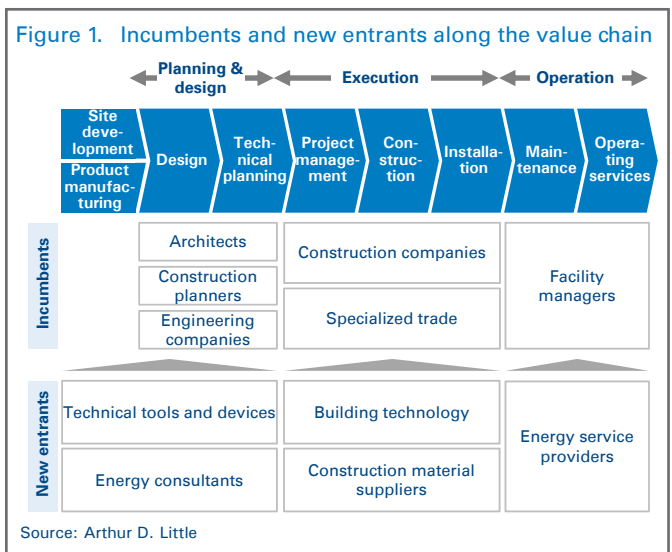 Figure 1. Incumbents and new entrants along the value chain
Planning &
design
Execution
Operation
Site
deve-
lopment
Product
manufac-
turing
Design
Tech-
nical
planning
Project
manage-
ment
Con-
struc-
tion
Installa-
tion
Main-
tenance
Opera-
ting
services
Incumbents
Architects
Construction
planners
Engineering
companies
Construction companies
Specialized trade
Facility
managers
New entrants
Technical tools and devices
Energy consultants
Building technology
Construction material
suppliers
Energy service
providers
Source: Arthur D. Little